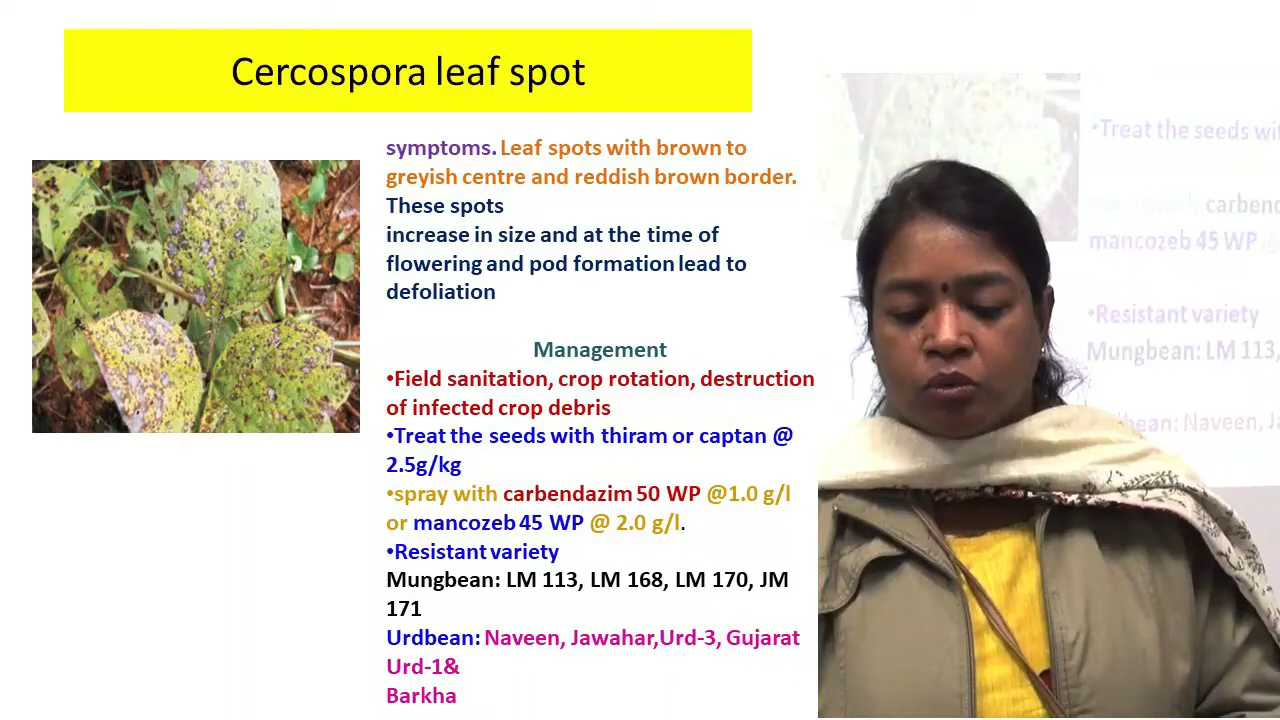 Cercospora leaf spot
symptoms. Leaf spots with brown to
greyish centre and reddish brown border.
These spots
increase in size and at the time of
flowering and pod formation lead to
defoliation
Management
•Field sanitation, crop rotation, destruction
of infected crop debris
•Treat the seeds with thiram or captan @
2.5g/kg
•spray with carbendazim 50 WP @1.0 g/l
or mancozeb 45 WP @ 2.0 g/l.
•Resistant variety
Mungbean: LM 113, LM 168, LM 170, JM
171
Urdbean: Naveen, Jawahar,Urd-3, Gujarat
Urd-1&
Barkha
•Treat the seeds
mancozeb 45 WP
•Resistant variety
Mungbean: LM 113,
Naveen,